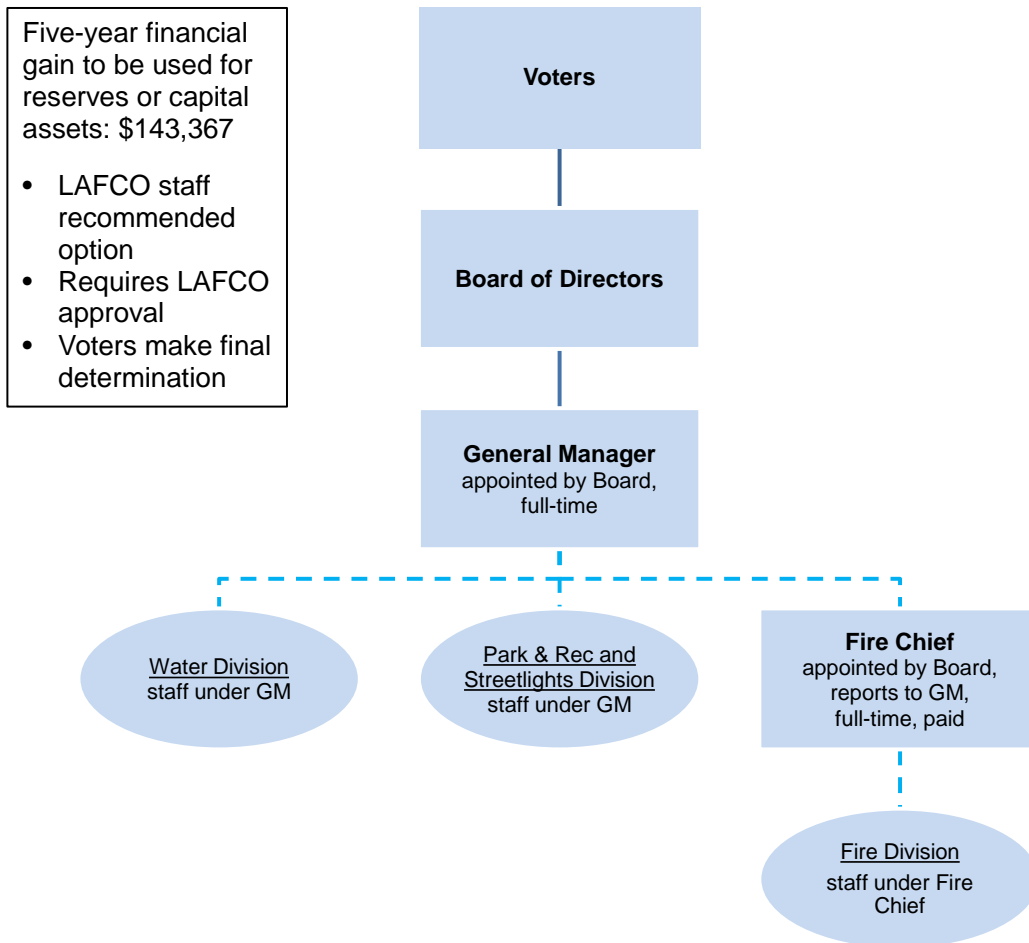 Five-year financial
gain to be used for
reserves or capital
assets: $143,367
• LAFCO staff
recommended
option
• Requires LAFCO
approval
• Voters make final
determination
Voters
Board of Directors
General Manager
appointed by Board,
full-time
Water Division
staff under GM
Park & Rec and
Streetlights Division
staff under GM
Fire Chief
appointed by Board,
reports to GM,
full-time, paid
Fire Division
staff under Fire
Chief